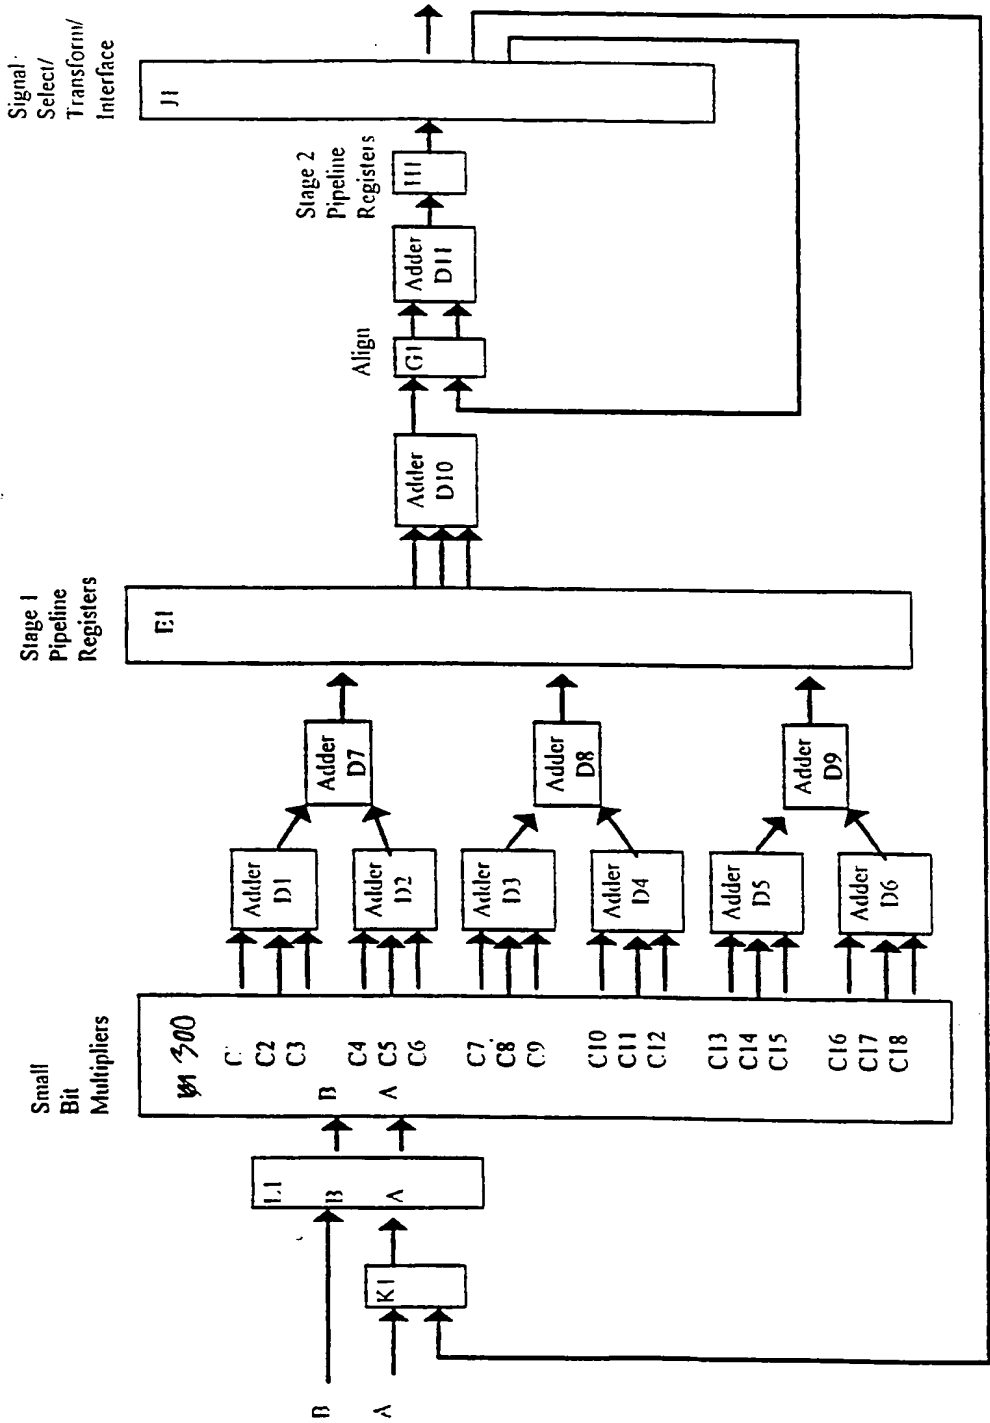 Small
Bit
Multipliers
Stage 1
Pipeline
Registers
Align
Stage 2
Pipeline
Registers
Signal
Select/
Transform/
Interface
B
A
K1
L1
B
A
300
B
A
C
C2
C3
C4
C5
C6
C7
C8
C9
C10
C11
C12
C13
C14
C15
C16
C17
C18
Adder
D1
Adder
D2
Adder
D3
Adder
D4
Adder
D5
Adder
D6
Adder
D7
Adder
D8
Adder
D9
E1
Adder
D10
G1
Adder
D11
J1